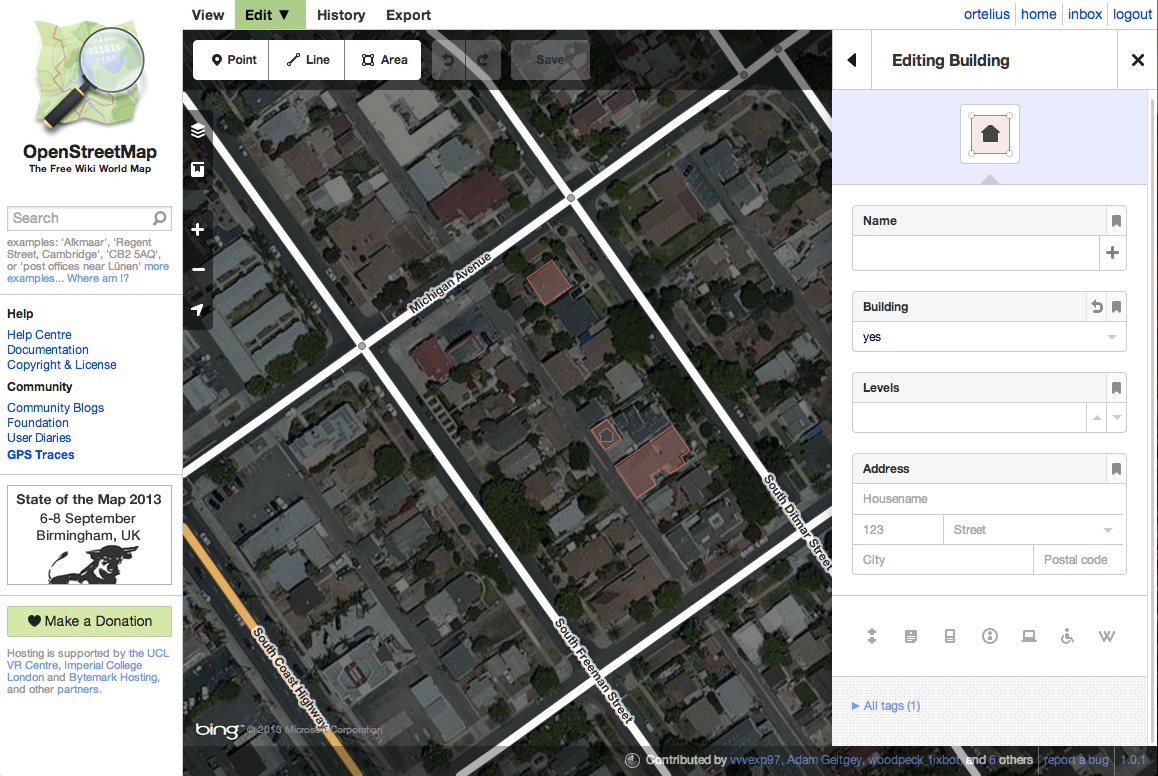 View
Edit ▼
History
Export
ortelius
home
inbox
logout
OpenStreetMap
The Free Wiki World Map
Search
examples: 'Alkmaar', 'Regent
Street, Cambridge', 'CB2 5AQ',
or 'post offices near Lünen' more
examples... Where am I?
Help
Help Centre
Documentation
Copyright & License
Community
Community Blogs
Foundation
User Diaries
GPS Traces
State of the Map 2013
6-8 September
Birmingham, UK
Make a Donation
Hosting is supported by the UCL
VR Centre, Imperial College
London and Bytemark Hosting,
and other partners.
Point
Line
Area
Save
Michigan Avenue
South Ditmar Street
South Freeman Street
South Coast Highway
bing
© 2013 Microsoft Corporation
Contributed by vvvexp97, Adam Geitgey, woodpeck_fixbot, and 6 others
report a bug
1.0.1
Editing Building
Name
Building
yes
Levels
Address
Housename
123
Street
City
Postal code
W
All tags (1)